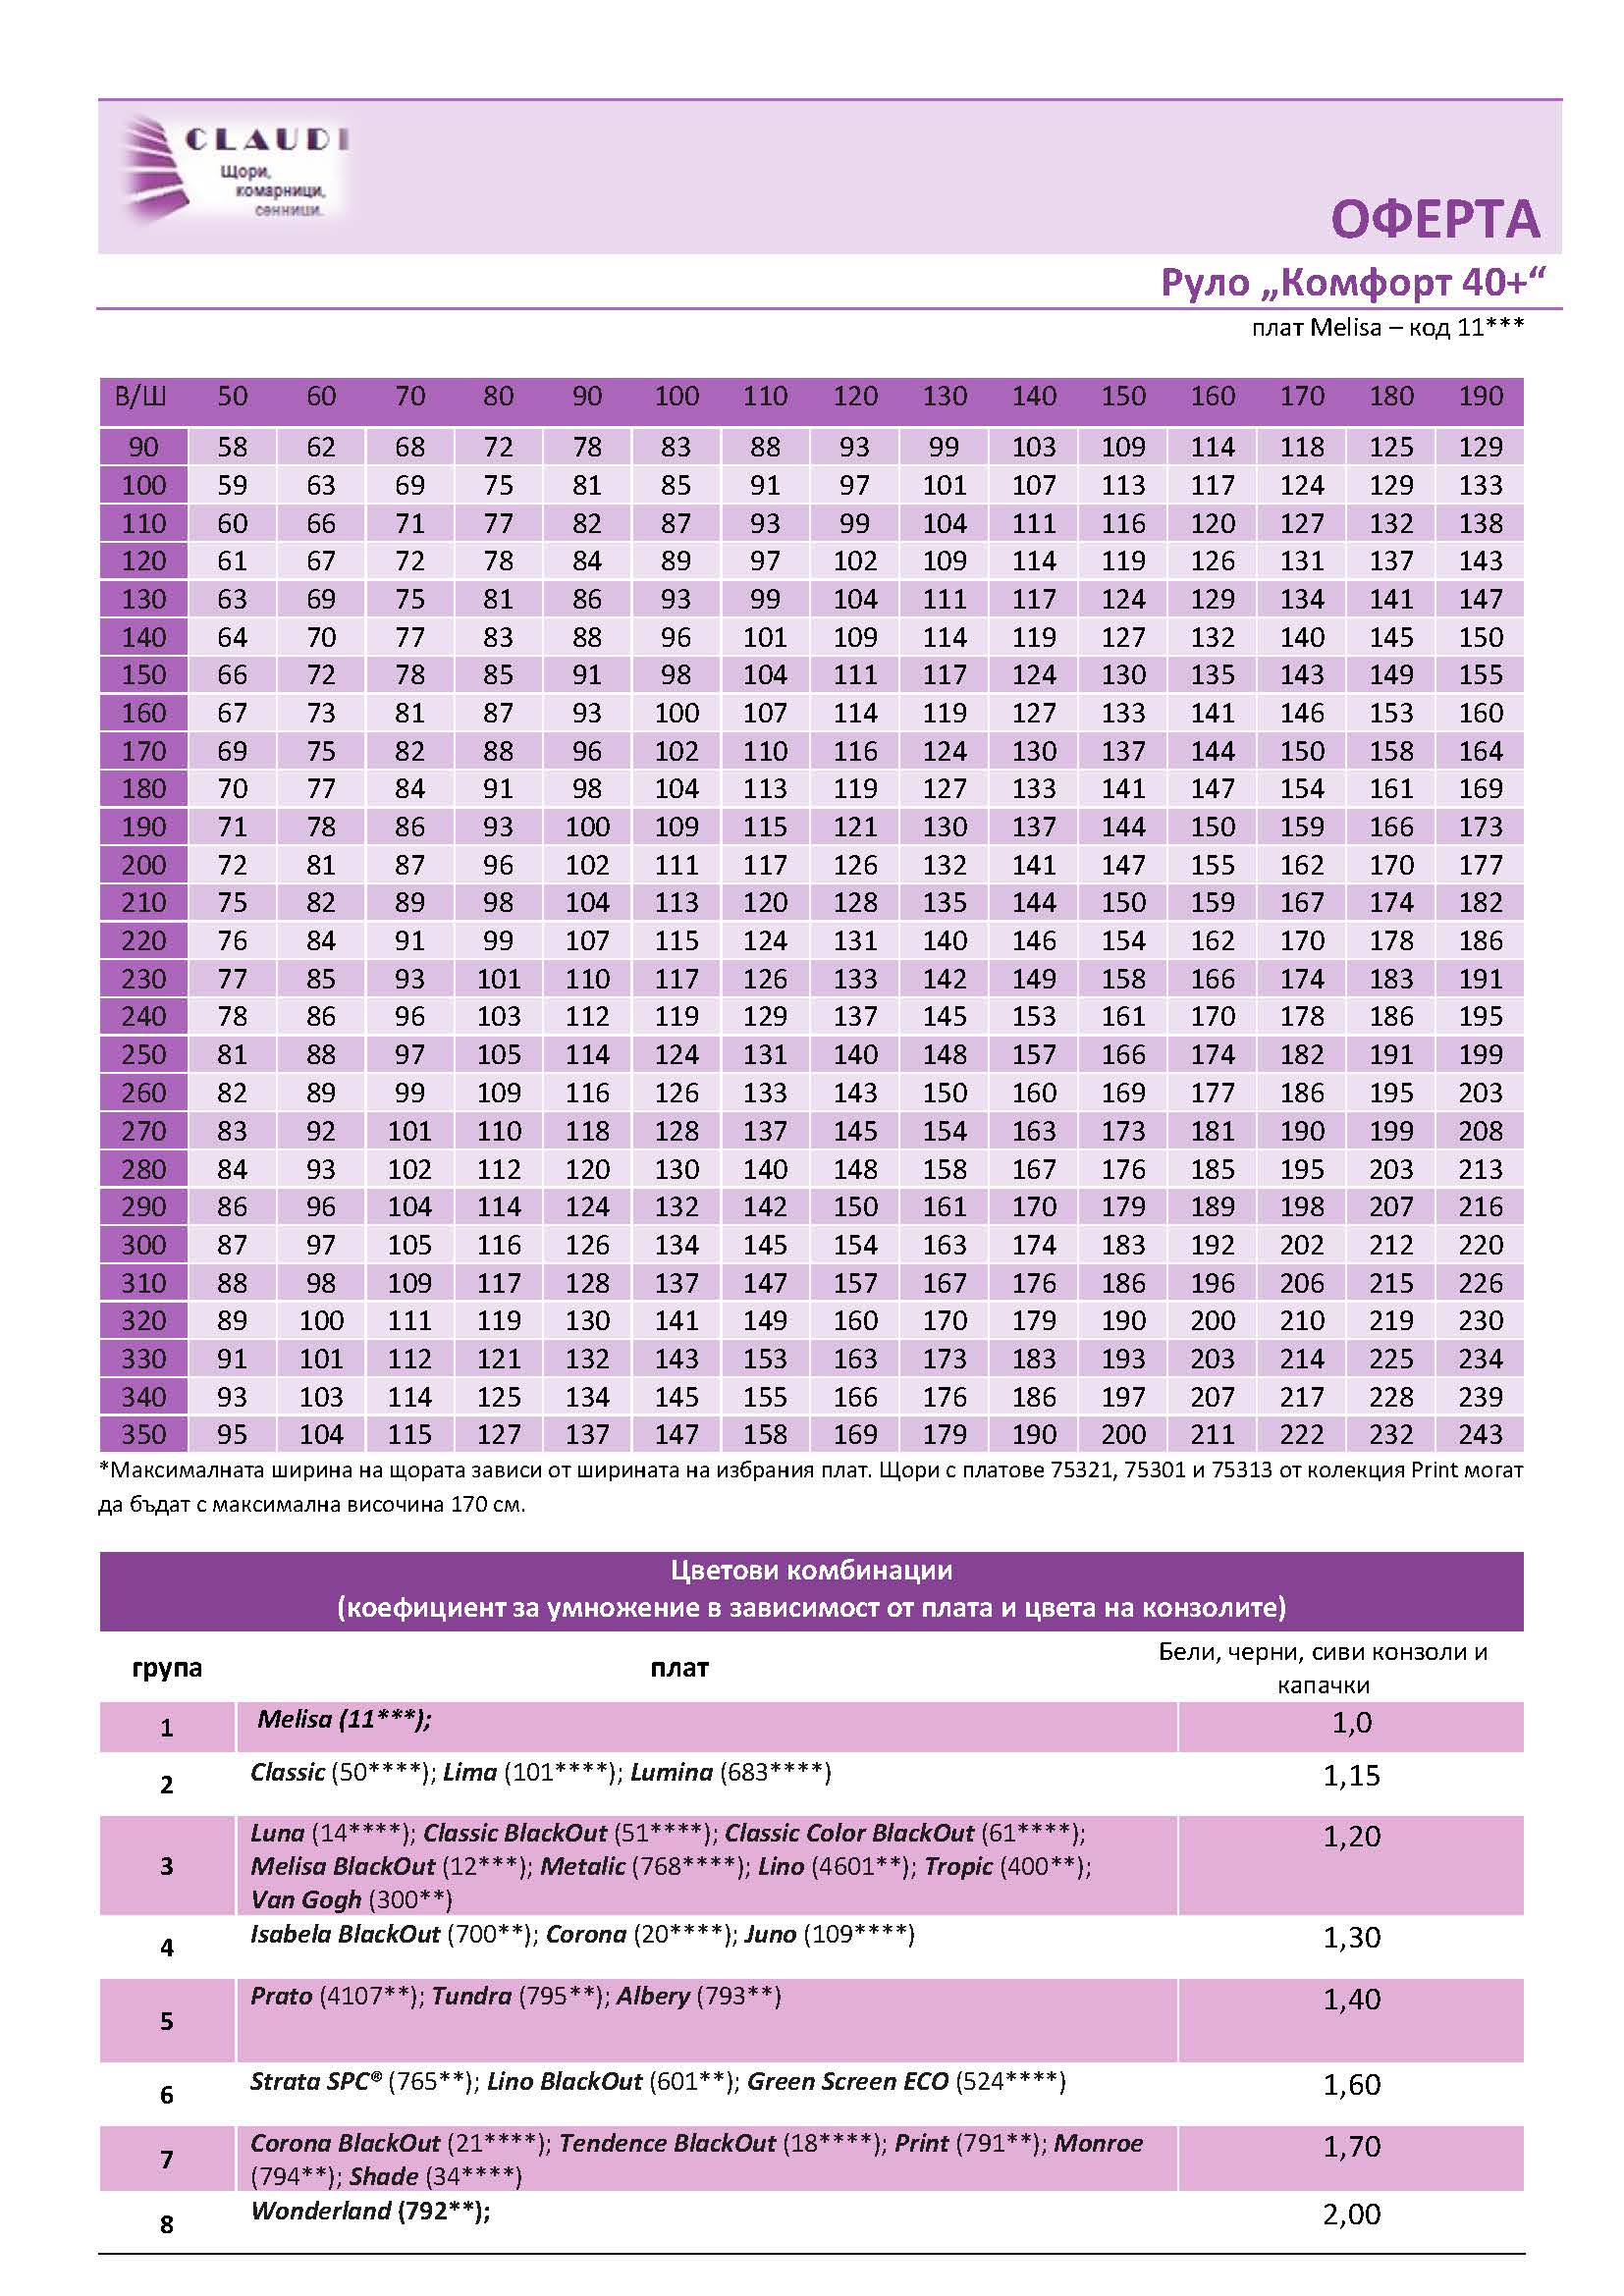 CLAUDI
Щори,
комарници,
сенници.
ОФЕРТА
Руло „Комфорт 40+“
плат Melisa – код 11***
В/Ш 50 60 70 80 90 100 110 120 130 140 150 160 170 180 190
90 58 62 68 72 78 83 88 93 99 103 109 114 118 125 129
100 59 63 69 75 81 85 91 97 101 107 113 117 124 129 133
110 60 66 71 77 82 87 93 99 104 111 116 120 127 132 138
120 61 67 72 78 84 89 97 102 109 114 119 126 131 137 143
130 63 69 75 81 86 93 99 104 111 117 124 129 134 141 147
140 64 70 77 83 88 96 101 109 114 119 127 132 140 145 150
150 66 72 78 85 91 98 104 111 117 124 130 135 143 149 155
160 67 73 81 87 93 100 107 114 119 127 133 141 146 153 160
170 69 75 82 88 96 102 110 116 124 130 137 144 150 158 164
180 70 77 84 91 98 104 113 119 127 133 141 147 154 161 169
190 71 78 86 93 100 109 115 121 130 137 144 150 159 166 173
200 72 81 87 96 102 111 117 126 132 141 147 155 162 170 177
210 75 82 89 98 104 113 120 128 135 144 150 159 167 174 182
220 76 84 91 99 107 115 124 131 140 146 154 162 170 178 186
230 77 85 93 101 110 117 126 133 142 149 158 166 174 183 191
240 78 86 96 103 112 119 129 137 145 153 161 170 178 186 195
250 81 88 97 105 114 124 131 140 148 157 166 174 182 191 199
260 82 89 99 109 116 126 133 143 150 160 169 177 186 195 203
270 83 92 101 110 118 128 137 145 154 163 173 181 190 199 208
280 84 93 102 112 120 130 140 148 158 167 176 185 195 203 213
290 86 96 104 114 124 132 142 150 161 170 179 189 198 207 216
300 87 97 105 116 126 134 145 154 163 174 183 192 202 212 220
310 88 98 109 117 128 137 147 157 167 176 186 196 206 215 226
320 89 100 111 119 130 141 149 160 170 179 190 200 210 219 230
330 91 101 112 121 132 143 153 163 173 183 193 203 214 225 234
340 93 103 114 125 134 145 155 166 176 186 197 207 217 228 239
350 95 104 115 127 137 147 158 169 179 190 200 211 222 232 243
*Максималната ширина на щората зависи от ширината на избрания плат. Щори с платове 75321, 75301 и 75313 от колекция Print могат
да бъдат с максимална височина 170 см.
Цветови комбинации
(коефициент за умножение в зависимост от плата и цвета на конзолите)
група плат Бели, черни, сиви конзоли и
капачки
1 Melisa (11***); 1,0
2 Classic (50****); Lima (101****); Lumina (683****) 1,15
Luna (14****); Classic BlackOut (51****); Classic Color BlackOut (61****); 1,20
3 Melisa BlackOut (12***); Metalic (768****); Lino (4601**); Tropic (400**);
Van Gogh (300**)
4 Isabela BlackOut (700**); Corona (20****); Juno (109****) 1,30
5 Prato (4107**); Tundra (795**); Albery (793**) 1,40
6 Strata SPC® (765**); Lino BlackOut (601**); Green Screen ECO (524****) 1,60
7 Corona BlackOut (21****); Tendence BlackOut (18****); Print (791**); Monroe 1,70
(794**); Shade (34****)
8 Wonderland (792**); 2,00